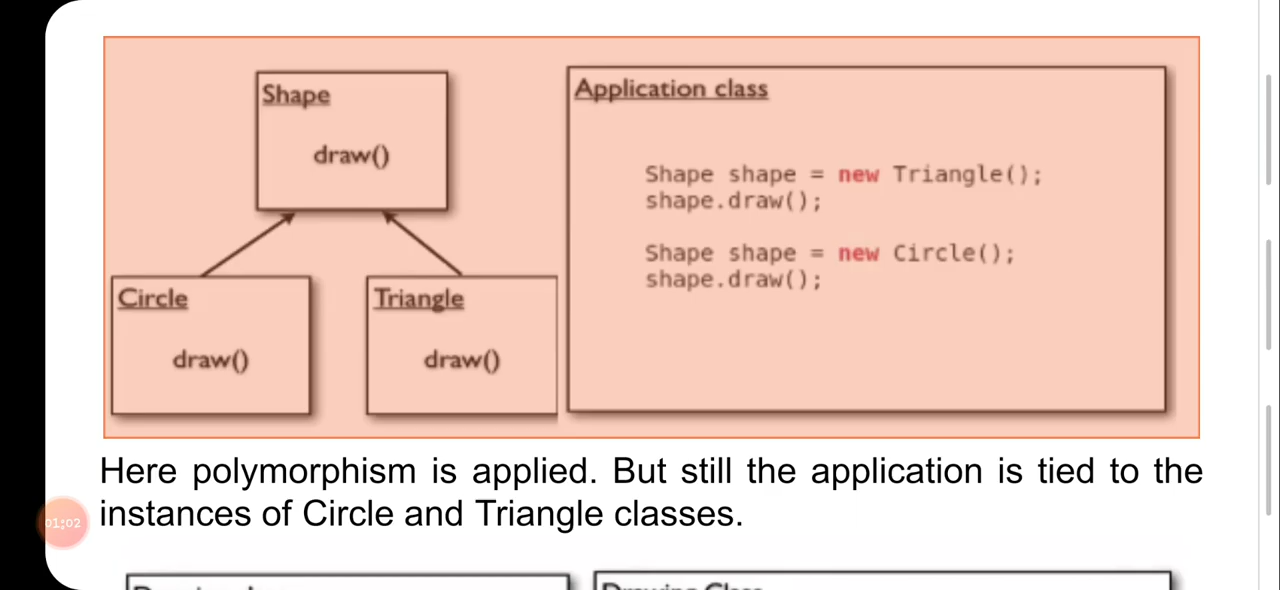 Shape
draw()
Circle
draw()
Triangle
draw()
Application class
Shape shape = new Triangle();
shape.draw();
Shape shape = new Circle();
shape.draw();
Here polymorphism is applied. But still the application is tied to the
instances of Circle and Triangle classes.
01:02
Drawing Class